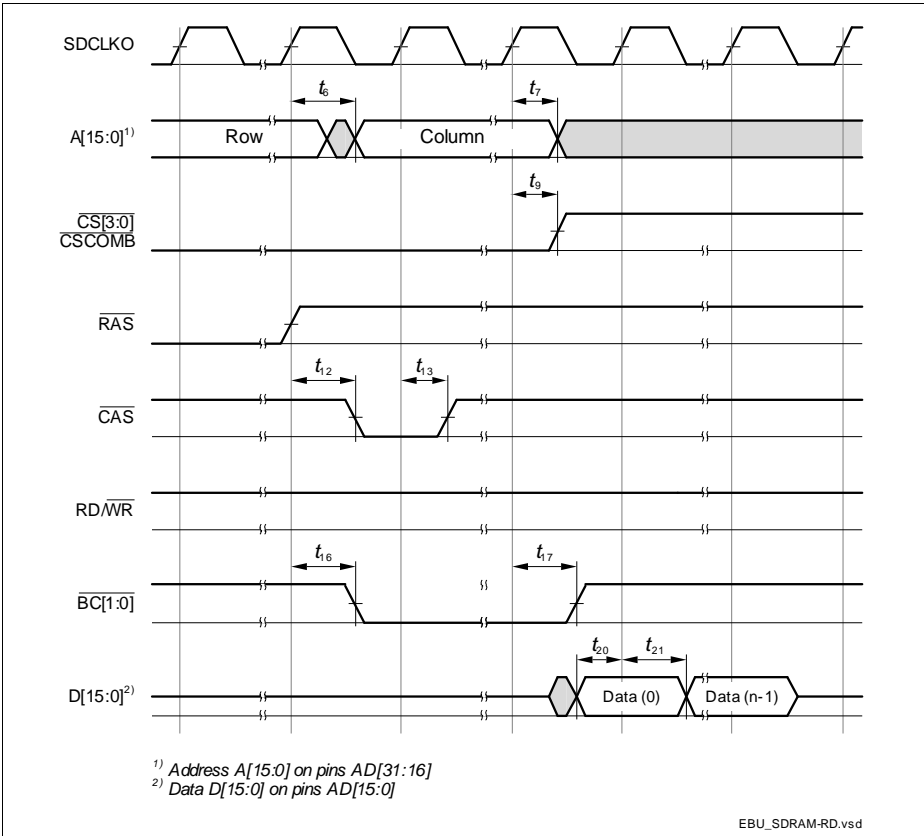 SDCLKO
t6 t7
A[15:0]1) Row Column
t9
CS[3:0]
CSCOMB
RAS
t12 t13
CAS
RD/WR
t16 t17
BC[1:0]
t20 t21
D[15:0]2) Data (0) Data (n-1)
1) Address A[15:0] on pins AD[31:16]
2) Data D[15:0] on pins AD[15:0]
EBU_SDRAM-RD.vsd